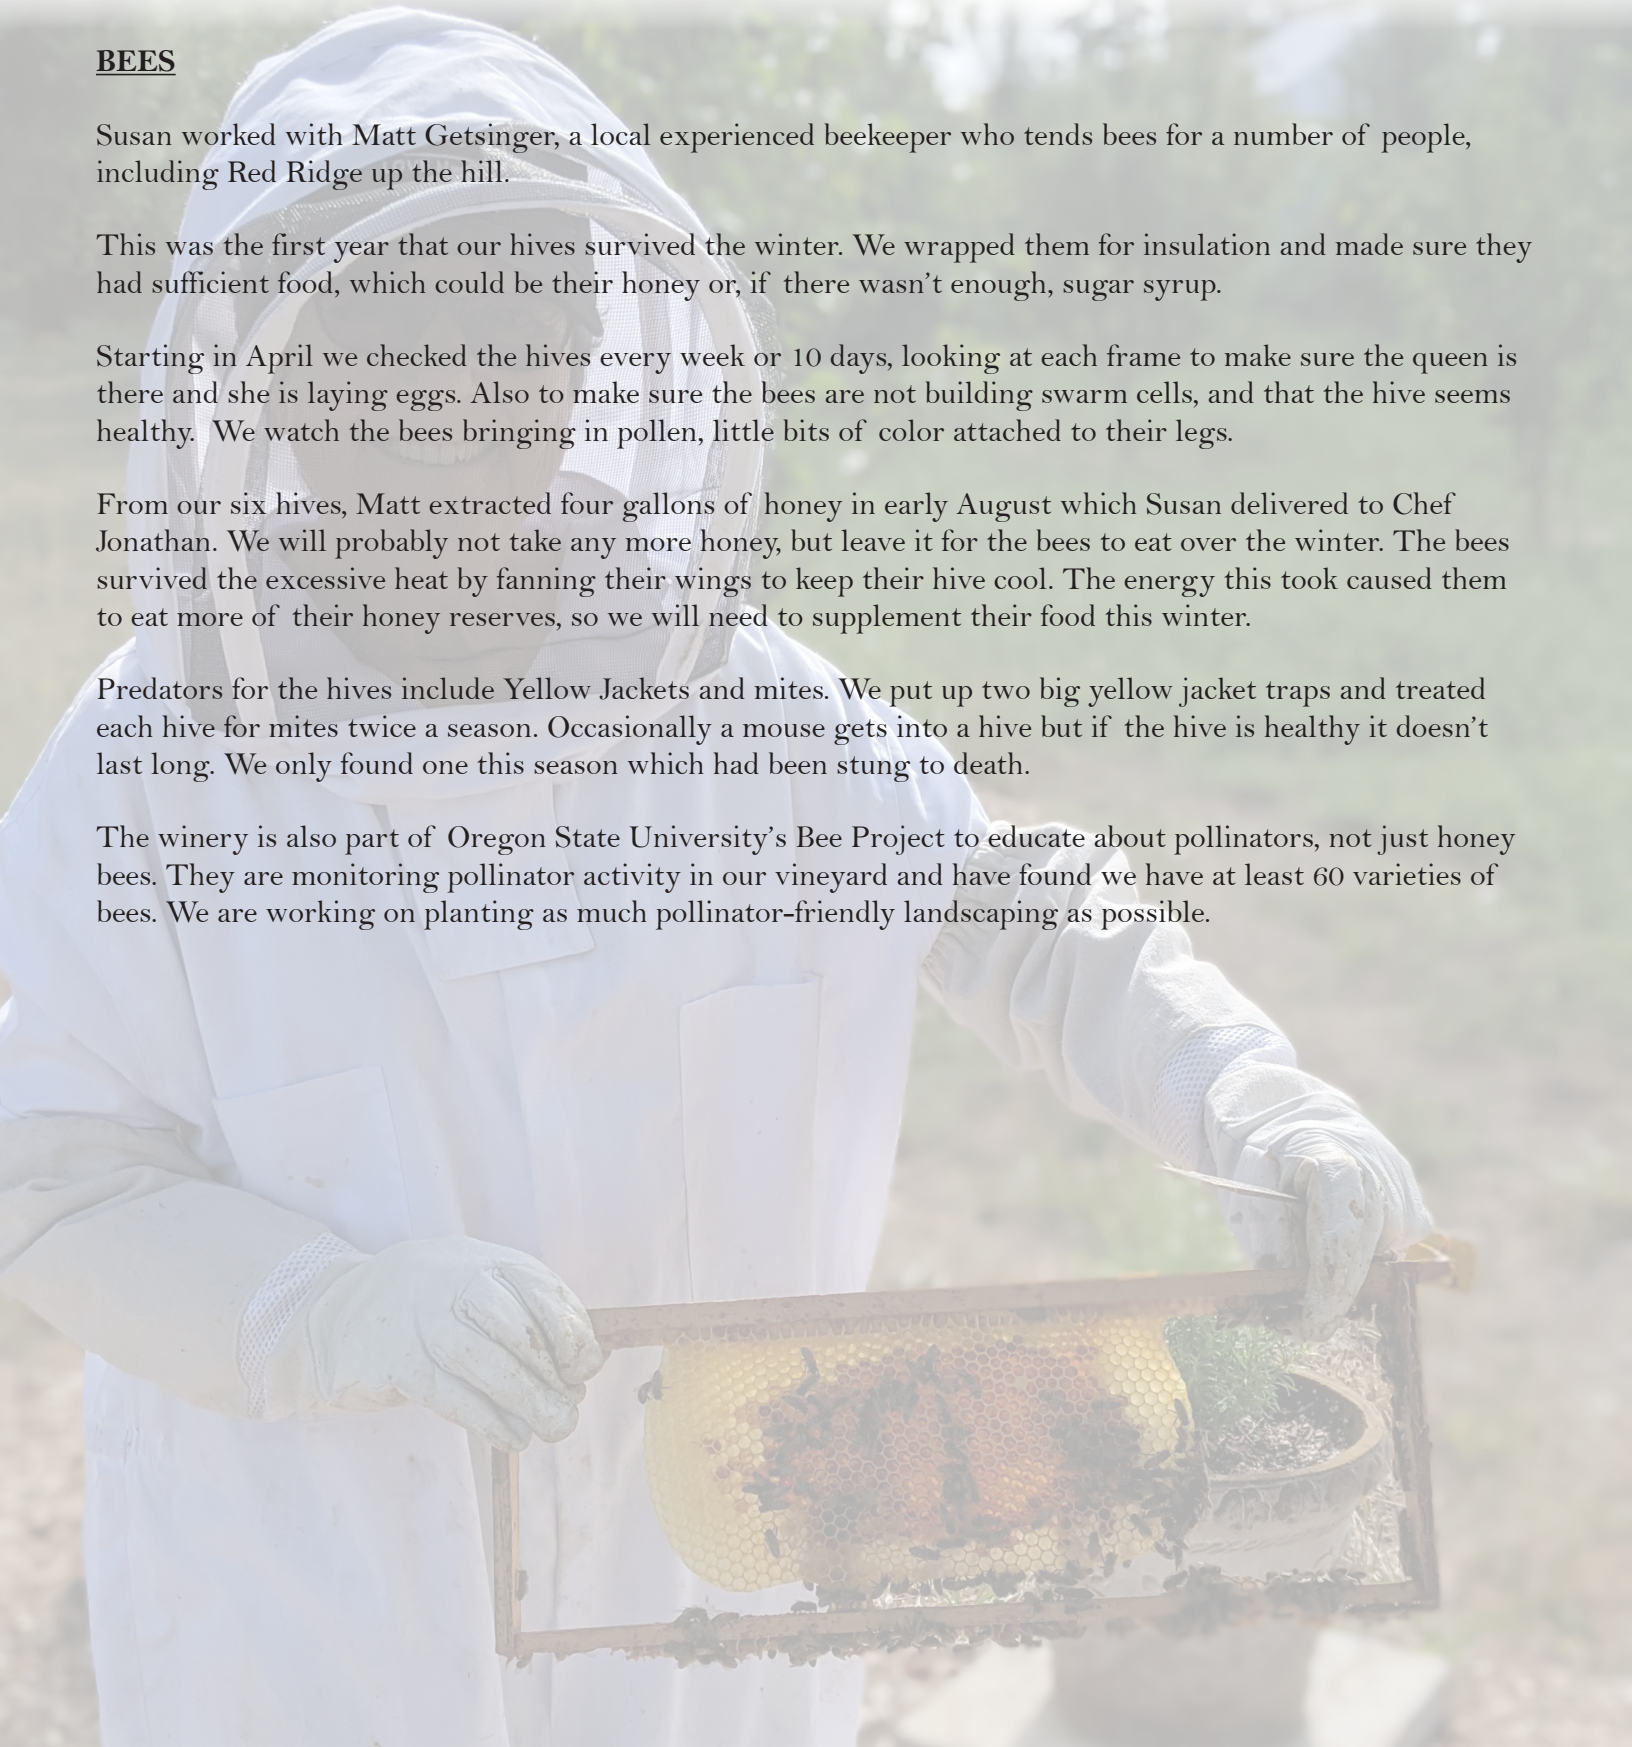 BEES
Susan worked with Matt Getsinger, a local experienced beekeeper who tends bees for a number of people,
including Red Ridge up the hill.
This was the first year that our hives survived the winter. We wrapped them for insulation and made sure they
had sufficient food, which could be their honey or, if there wasn’t enough, sugar syrup.
Starting in April we checked the hives every week or 10 days, looking at each frame to make sure the queen is
there and she is laying eggs. Also to make sure the bees are not building swarm cells, and that the hive seems
healthy. We watch the bees bringing in pollen, little bits of color attached to their legs.
From our six hives, Matt extracted four gallons of honey in early August which Susan delivered to Chef
Jonathan. We will probably not take any more honey, but leave it for the bees to eat over the winter. The bees
survived the excessive heat by fanning their wings to keep their hive cool. The energy this took caused them
to eat more of their honey reserves, so we will need to supplement their food this winter.
Predators for the hives include Yellow Jackets and mites. We put up two big yellow jacket traps and treated
each hive for mites twice a season. Occasionally a mouse gets into a hive but if the hive is healthy it doesn’t
last long. We only found one this season which had been stung to death.
The winery is also part of Oregon State University’s Bee Project to educate about pollinators, not just honey
bees. They are monitoring pollinator activity in our vineyard and have found we have at least 60 varieties of
bees. We are working on planting as much pollinator-friendly landscaping as possible.